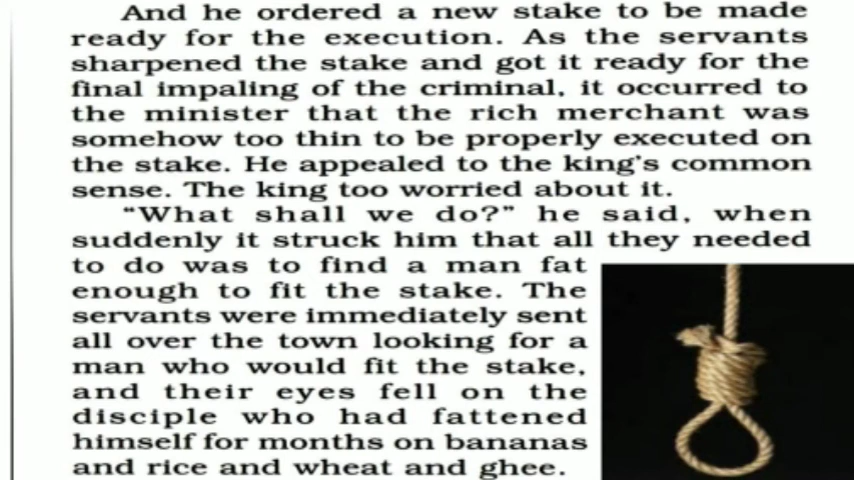 And he ordered a new stake to be made
ready for the execution. As the servants
sharpened the stake and got it ready for the
final impaling of the criminal, it occurred to
the minister that the rich merchant was
somehow too thin to be properly executed on
the stake. He appealed to the king's common
sense. The king too worried about it.
“What shall we do?” he said, when
suddenly it struck him that all they needed
to do was to find a man fat
enough to fit the stake. The
servants were immediately sent
all over the town looking for a
man who would fit the stake,
and their eyes fell on the
disciple who had fattened
himself for months on bananas
and rice and wheat and ghee.